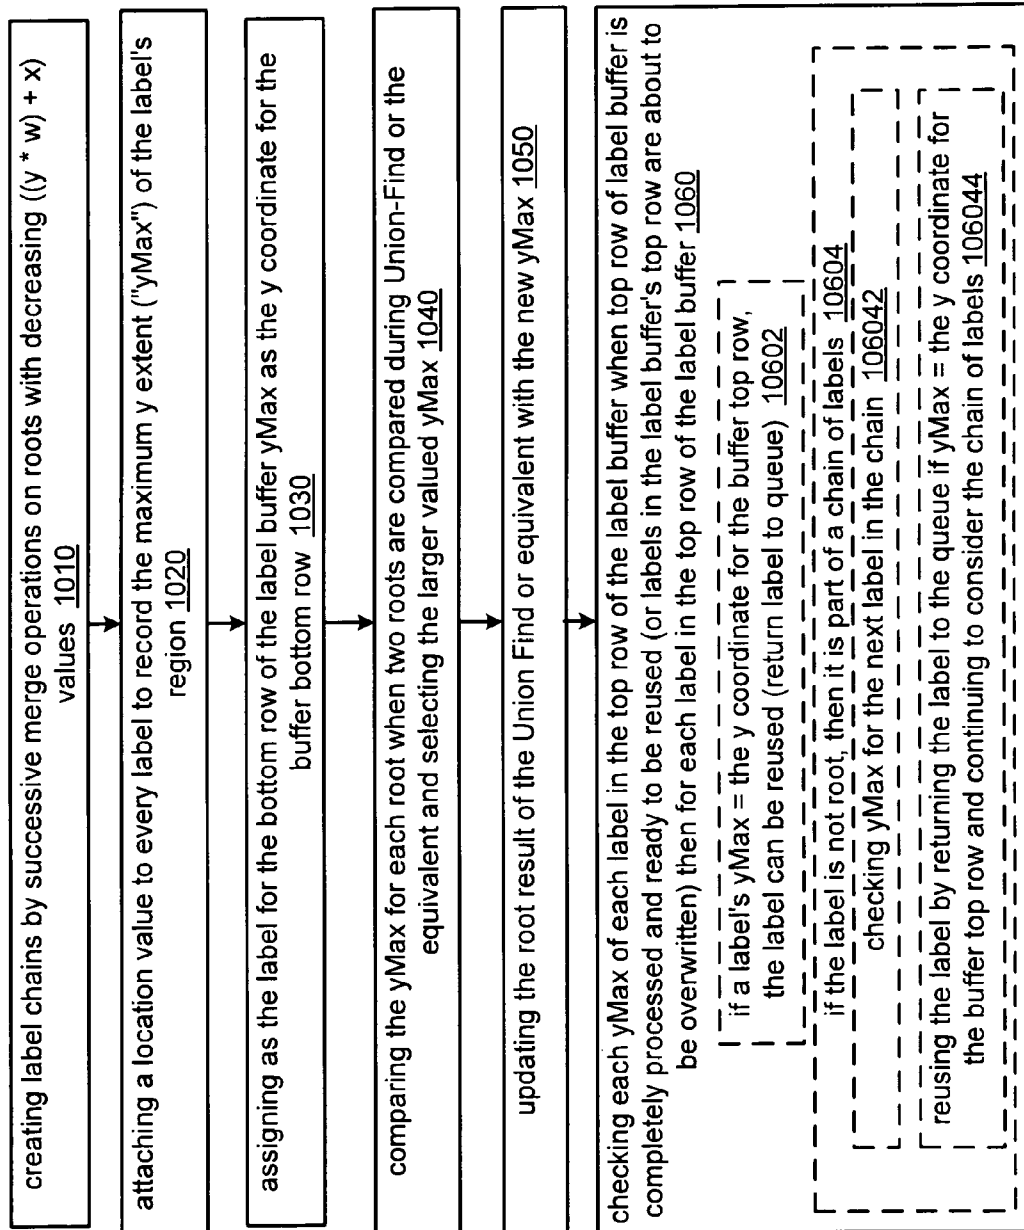 creating label chains by successive merge operations on roots with decreasing ((y * w) + x)
values 1010
attaching a location value to every label to record the maximum y extent ("yMax") of the label's
region 1020
assigning as the label for the bottom row of the label buffer yMax as the y coordinate for the
buffer bottom row 1030
comparing the yMax for each root when two roots are compared during Union-Find or the
equivalent and selecting the larger valued yMax 1040
updating the root result of the Union Find or equivalent with the new yMax 1050
checking each yMax of each label in the top row of the label buffer when top row of label buffer is
completely processed and ready to be reused (or labels in the label buffer's top row are about to
be overwritten) then for each label in the top row of the label buffer 1060
if a label's yMax = the y coordinate for the buffer top row,
the label can be reused (return label to queue) 10602
if the label is not root, then it is part of a chain of labels 10604
checking yMax for the next label in the chain 106042
reusing the label by returning the label to the queue if yMax = the y coordinate for
the buffer top row and continuing to consider the chain of labels 106044